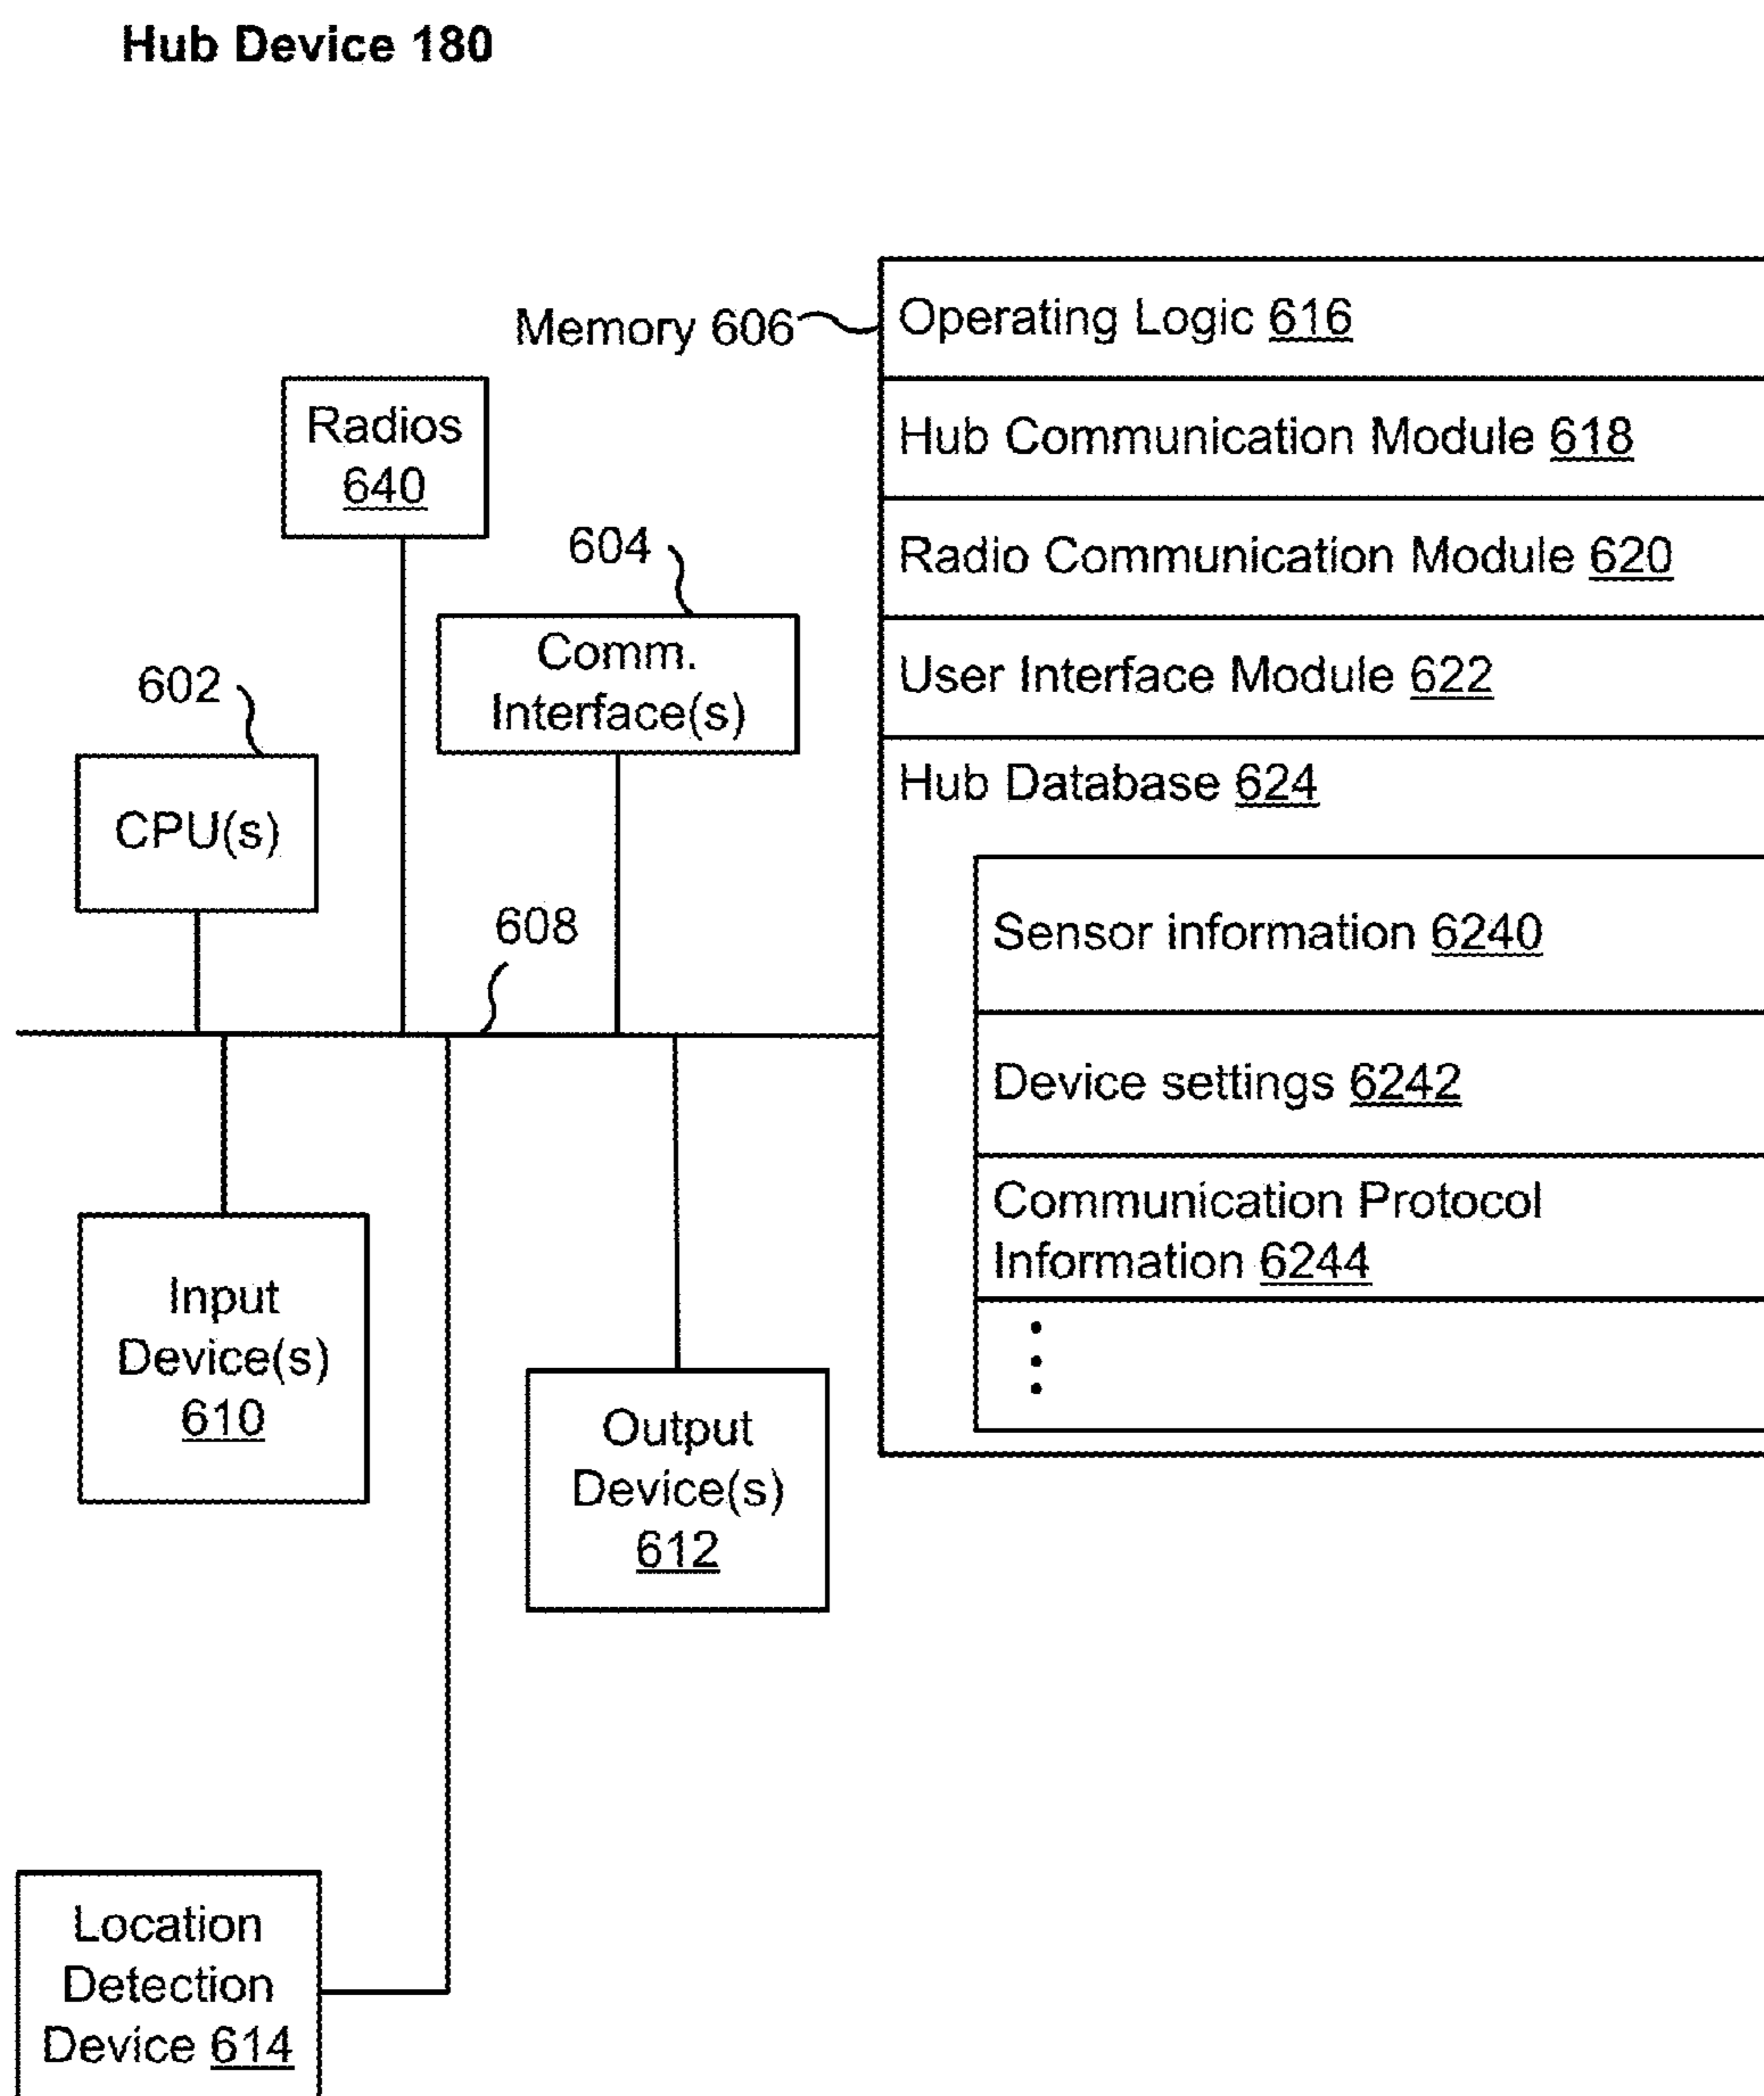 Hub Device 180
Memory 606
Operating Logic 616
Hub Communication Module 618
Radio Communication Module 620
User Interface Module 622
Hub Database 624
Sensor information 6240
Device settings 6242
Communication Protocol
Information 6244
Radios
640
604
Comm.
Interface(s)
602
CPU(s)
608
Input
Device(s)
610
Output
Device(s)
612
Location
Detection
Device 614